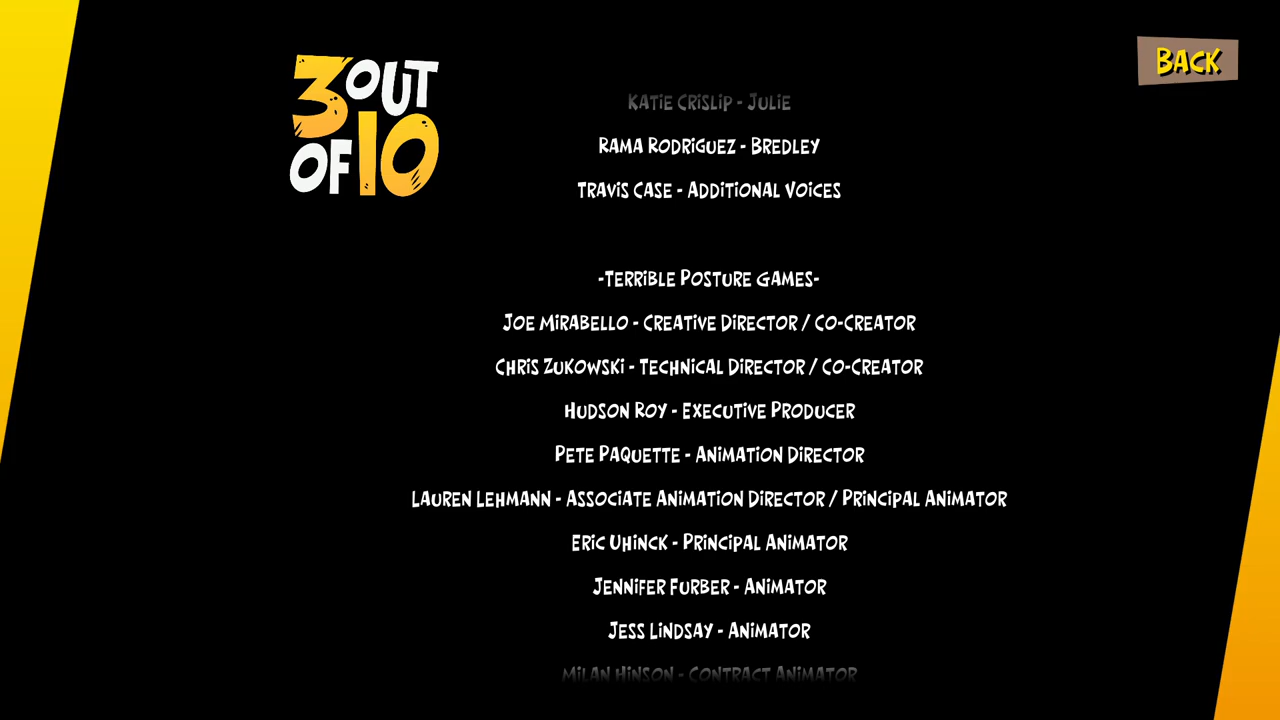 3 OUT
OF 10
BACK
KATIE CRISLIP - JULIE
RAMA RODRIGUEZ - BREDLEY
TRAVIS CASE - ADDITIONAL VOICES
-TERRIBLE POSTURE GAMES-
JOE MIRABELLO - CREATIVE DIRECTOR / CO-CREATOR
CHRIS ZUKOWSKI - TECHNICAL DIRECTOR / CO-CREATOR
HUDSON ROY - EXECUTIVE PRODUCER
PETE PAQUETTE - ANIMATION DIRECTOR
LAUREN LEHMANN - ASSOCIATE ANIMATION DIRECTOR / PRINCIPAL ANIMATOR
ERIC UHINCK - PRINCIPAL ANIMATOR
JENNIFER FURBER - ANIMATOR
JESS LINDSAY - ANIMATOR
MILAN HINSON - CONTRACT ANIMATOR